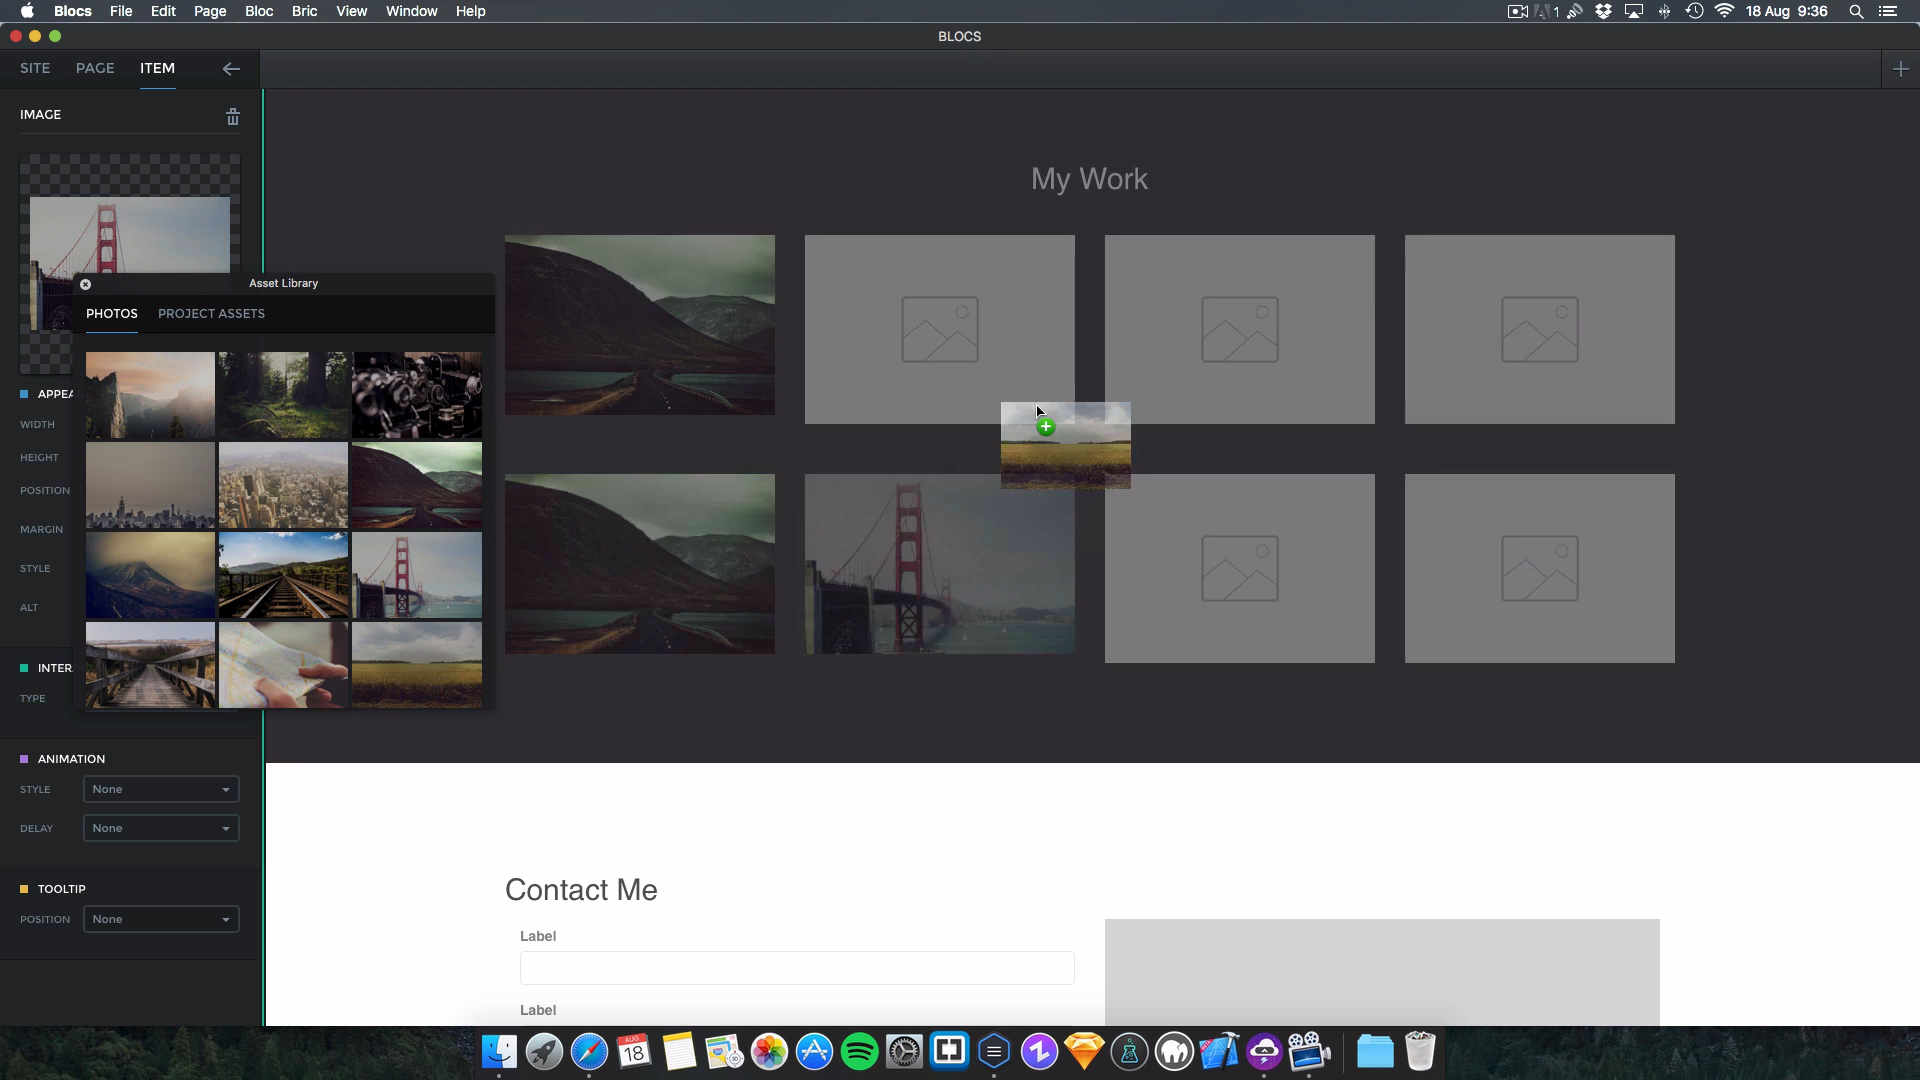 Blocs File Edit Page Bloc Bric View Window Help
1 18 Aug 9:36
BLOCS
SITE PAGE ITEM
IMAGE
My Work
Asset Library
PHOTOS PROJECT ASSETS
APPEA
WIDTH
HEIGHT
POSITION
MARGIN
STYLE
ALT
INTER
TYPE
ANIMATION
STYLE None
DELAY None
TOOLTIP
POSITION None
Contact Me
Label
Label
AUG
18
3D